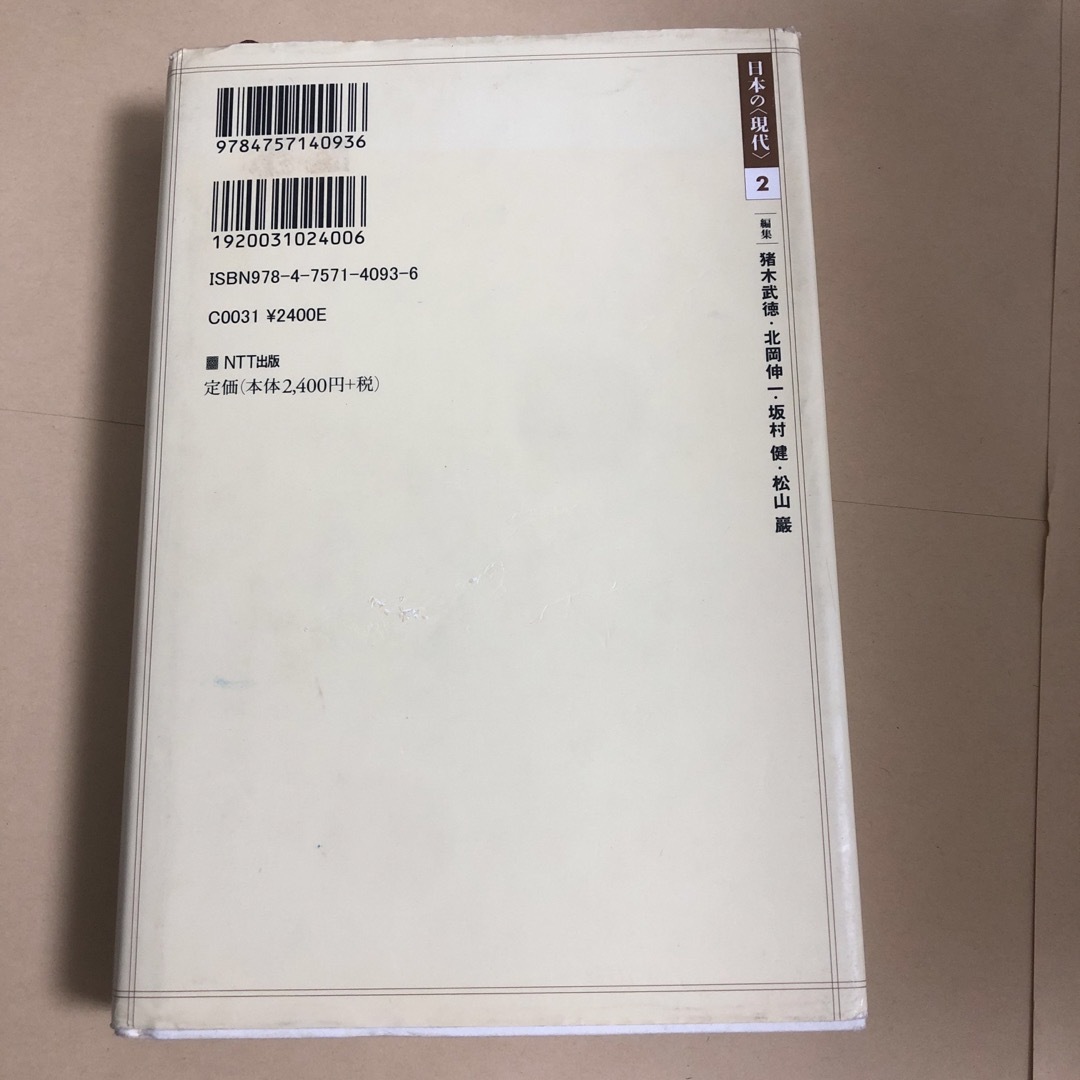 9784757140936
1920031024006
ISBN978-4-7571-4093-6
C0031 ¥2400E
NTT出版
定価(本体2,400円+税)
日本の〈現代〉
2
編集
猪木武徳・北岡伸一・坂村 健・松山 巖